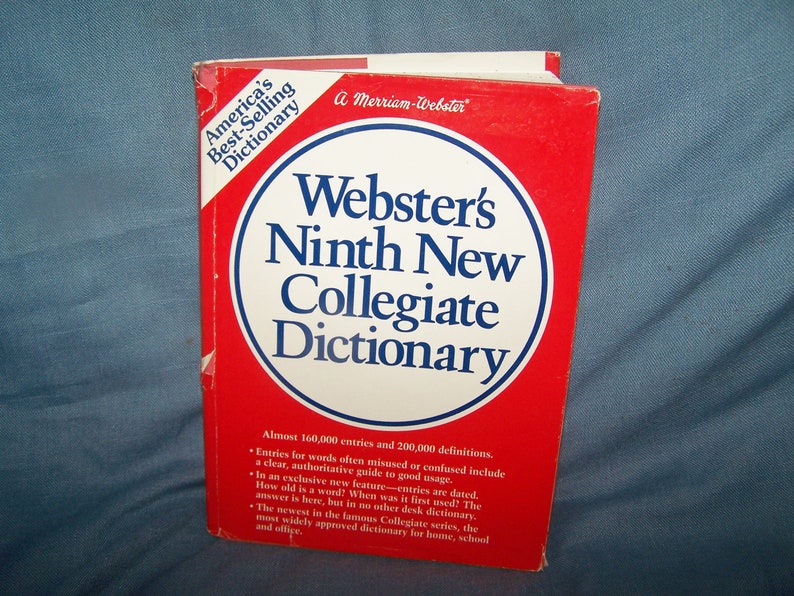 America's
Best-Selling
Dictionary
A Merriam-Webster®
Webster's
Ninth New
Collegiate
Dictionary
Almost 160,000 entries and 200,000 definitions.
• Entries for words often misused or confused include
a clear, authoritative guide to good usage.
• In an exclusive new feature—entries are dated.
How old is a word? When was it first used? The
answer is here, but in no other desk dictionary.
• The newest in the famous Collegiate series, the
most widely approved dictionary for home, school
and office.